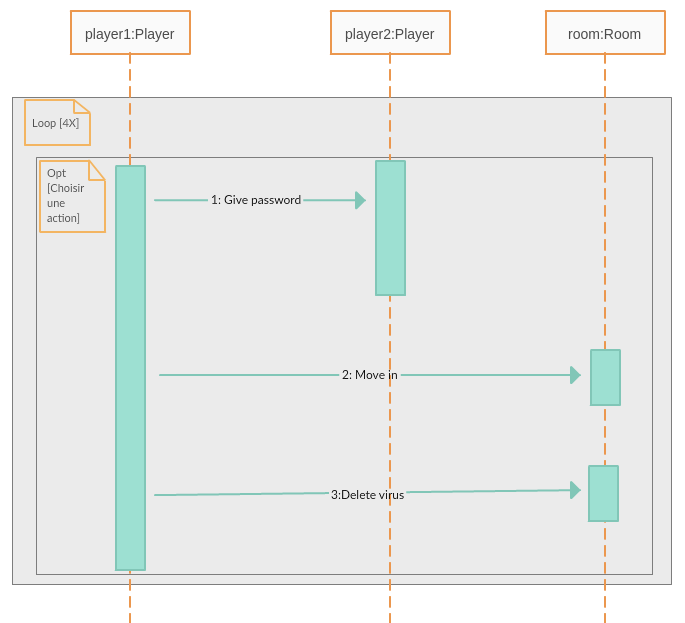 player1:Player
player2:Player
room:Room
Loop [4X]
Opt
[Choisir
une
action]
1: Give password
2: Move in
3:Delete virus